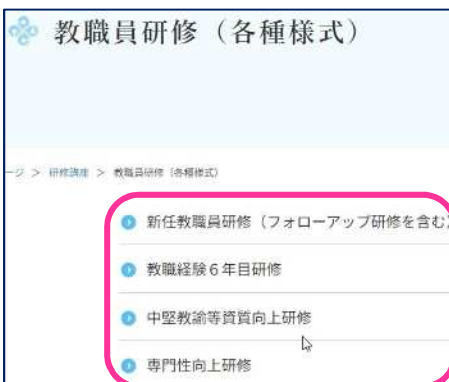 教職員研修（各種様式）
ージ > 研修講座 > 教職員研修（各種様式）
新任教職員研修（フォローアップ研修を含む）
教職経験６年目研修
中堅教諭等資質向上研修
専門性向上研修